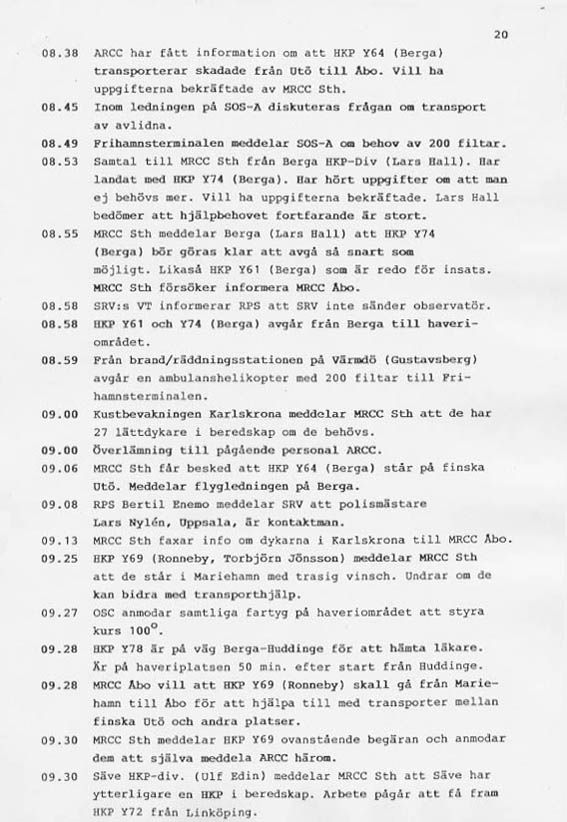 20
08.38 ARCC har fått information om att HKP Y64 (Berga)
transporterar skadade från Utö till Åbo. Vill ha
uppgifterna bekräftade av MRCC Sth.
08.45 Inom ledningen på SOS-A diskuteras frågan om transport
av avlidna.
08.49 Frihamnsterminalen meddelar SOS-A om behov av 200 filtar.
08.53 Samtal till MRCC Sth från Berga HKP-Div (Lars Hall). Har
landat med HKP Y74 (Berga). Har hört uppgifter om att man
ej behövs mer. Vill ha uppgifterna bekräftade. Lars Hall
bedömer att hjälpbehovet fortfarande är stort.
08.55 MRCC Sth meddelar Berga (Lars Hall) att HKP Y74
(Berga) bör göras klar att avgå så snart som
möjligt. Likaså HKP Y61 (Berga) som är redo för insats.
MRCC Sth försöker informera MRCC Åbo.
08.58 SRV:s VT informerar RPS att SRV inte sänder observatör.
08.58 HKP Y61 och Y74 (Berga) avgår från Berga till haveri-
området.
08.59 Från brand/räddningsstationen på Värmdö (Gustavsberg)
avgår en ambulanshelikopter med 200 filtar till Fri-
hamnsterminalen.
09.00 Kustbevakningen Karlskrona meddelar MRCC Sth att de har
27 lättdykare i beredskap om de behövs.
09.00 Överlämning till pågående personal ARCC.
09.06 MRCC Sth får besked att HKP Y64 (Berga) står på finska
Utö. Meddelar flygledningen på Berga.
09.08 RPS Bertil Enemo meddelar SRV att polismästare
Lars Nylén, Uppsala, är kontaktman.
09.13 MRCC Sth faxar info om dykarna i Karlskrona till MRCC Åbo.
09.25 HKP Y69 (Ronneby, Torbjörn Jönsson) meddelar MRCC Sth
att de står i Mariehamn med trasig vinsch. Undrar om de
kan bidra med transporthjälp.
09.27 OSC anmodar samtliga fartyg på haveriområdet att styra
kurs 100°.
09.28 HKP Y78 är på väg Berga-Huddinge för att hämta läkare.
Är på haveriplatsen 50 min. efter start från Huddinge.
09.28 MRCC Åbo vill att HKP Y69 (Ronneby) skall gå från Marie-
hamn till Åbo för att hjälpa till med transporter mellan
finska Utö och andra platser.
09.30 MRCC Sth meddelar HKP Y69 ovanstående begäran och anmodar
dem att själva meddela ARCC härom.
09.30 Säve HKP-div. (Ulf Edin) meddelar MRCC Sth att Säve har
ytterligare en HKP i beredskap. Arbete pågår att få fram
HKP Y72 från Linköping.